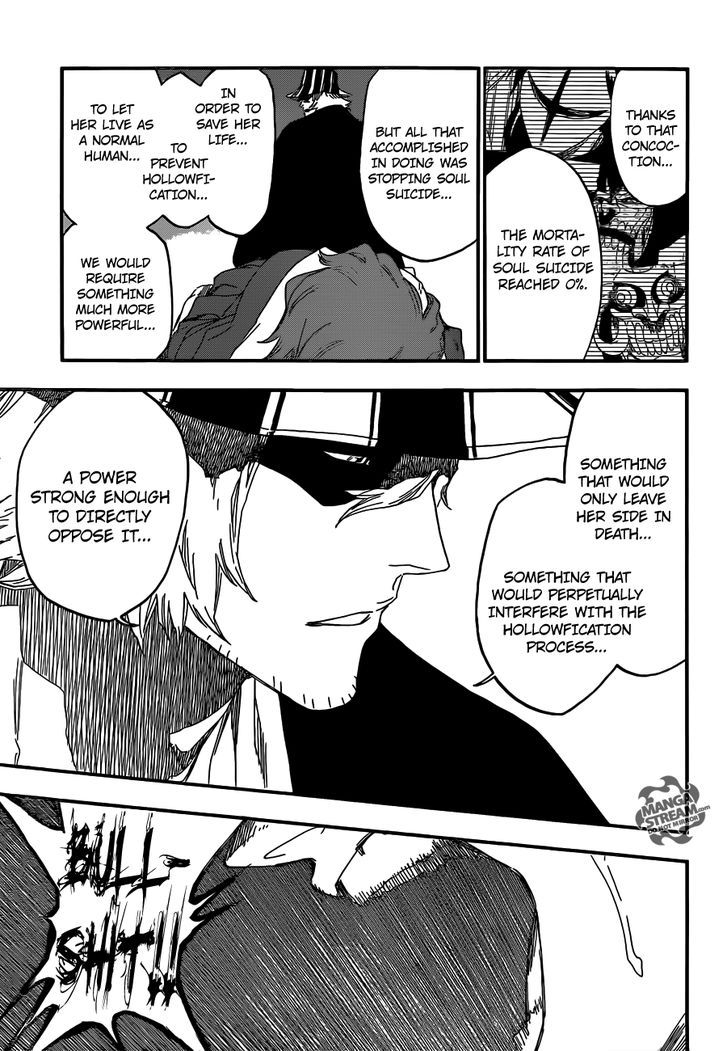 THANKS
TO THAT
CONCOC-
TION...
THE MORTA-
LITY RATE OF
SOUL SUICIDE
REACHED 0%.
BUT ALL THAT
ACCOMPLISHED
IN DOING WAS
STOPPING SOUL
SUICIDE...
IN
ORDER TO
SAVE HER
LIFE...
TO
PREVENT
HOLLOWFI-
CATION...
TO LET
HER LIVE AS
A NORMAL
HUMAN...
WE WOULD
REQUIRE
SOMETHING
MUCH MORE
POWERFUL...
SOMETHING
THAT WOULD
ONLY LEAVE
HER SIDE IN
DEATH...
SOMETHING THAT
WOULD PERPETUALLY
INTERFERE WITH THE
HOLLOWFICATION
PROCESS...
A POWER
STRONG ENOUGH
TO DIRECTLY
OPPOSE IT...
MANGA
STREAM.com
DO NOT MIRROR
BULL-
SHIT!!